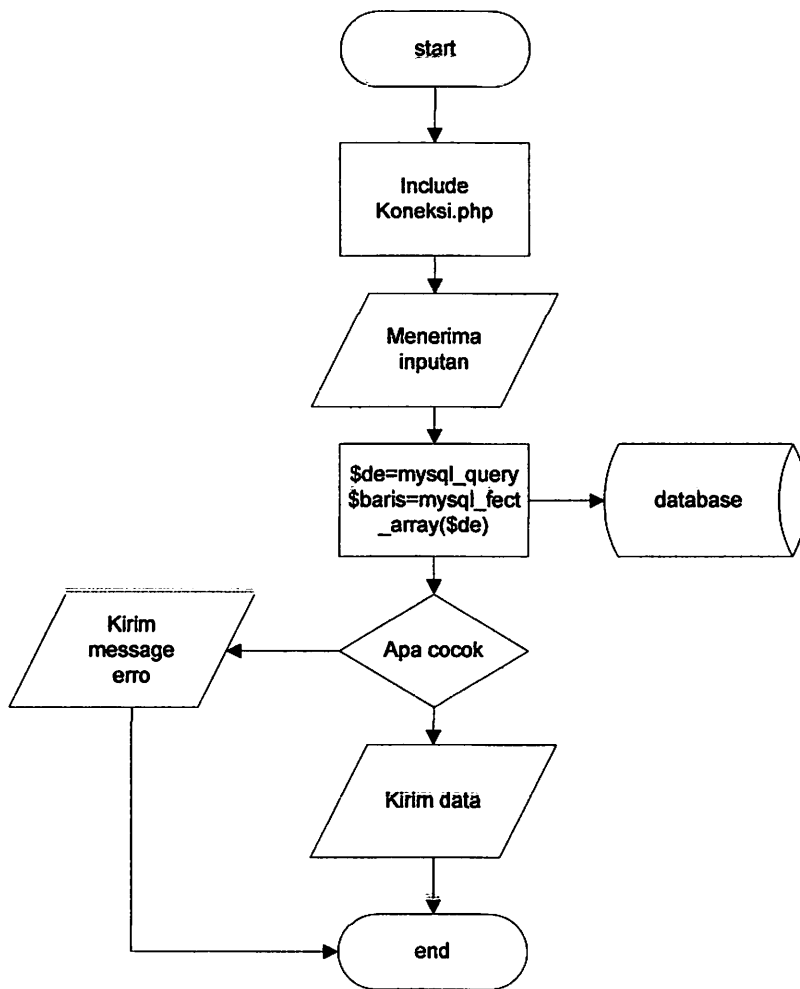 start
Include
Koneksi.php
Menerima
inputan
$de=mysql_query
$baris=mysql_fect
_array($de)
database
Apa cocok
Kirim
message
erro
Kirim data
end